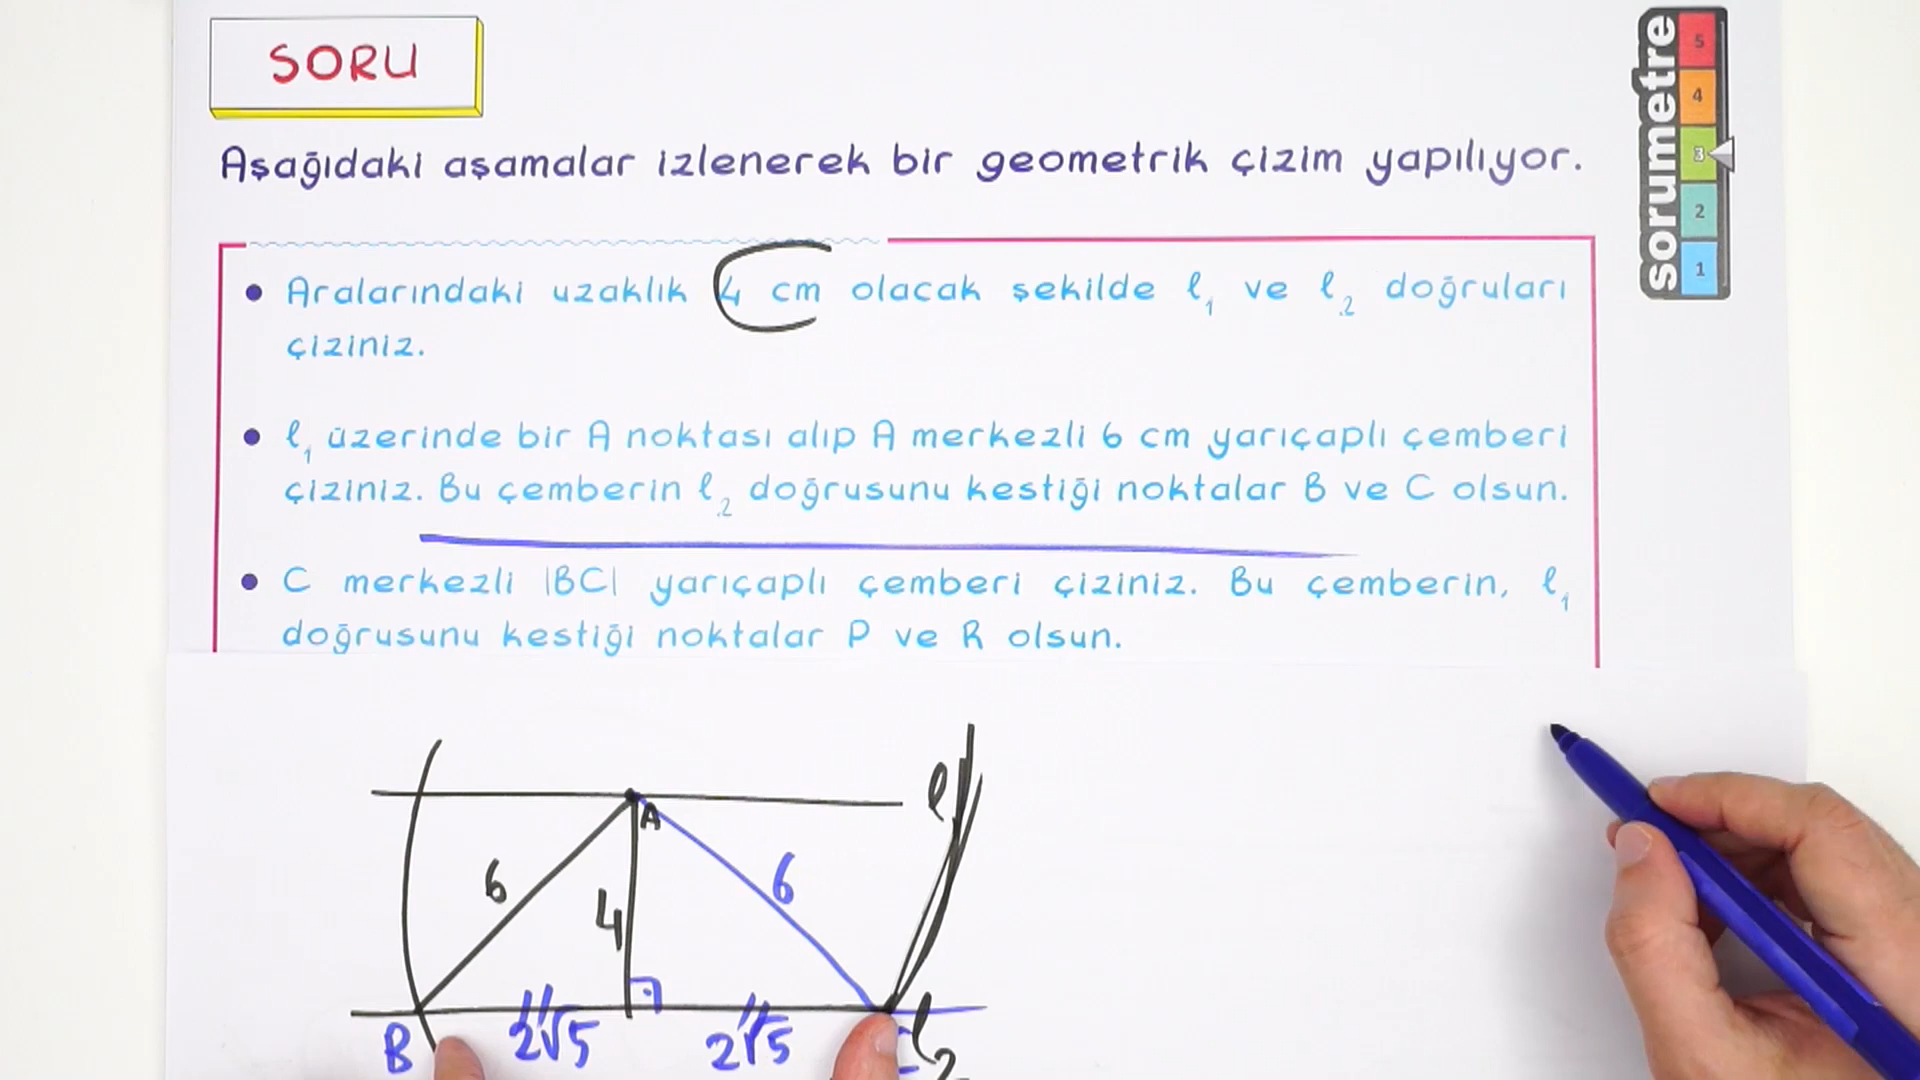 SORU
sorumetre
5
4
3
2
1
Aşağıdaki aşamalar izlenerek bir geometrik çizim yapılıyor.
• Aralarındaki uzaklık 4 cm olacak şekilde ℓ₁ ve ℓ₂ doğruları
çiziniz.
• ℓ₁ üzerinde bir A noktası alıp A merkezli 6 cm yarıçaplı çemberi
çiziniz. Bu çemberin ℓ₂ doğrusunu kestiği noktalar B ve C olsun.
• C merkezli |BC| yarıçaplı çemberi çiziniz. Bu çemberin, ℓ₁
doğrusunu kestiği noktalar P ve R olsun.
ℓ
A
6
6
4
B
2√5
2√5
ℓ₂